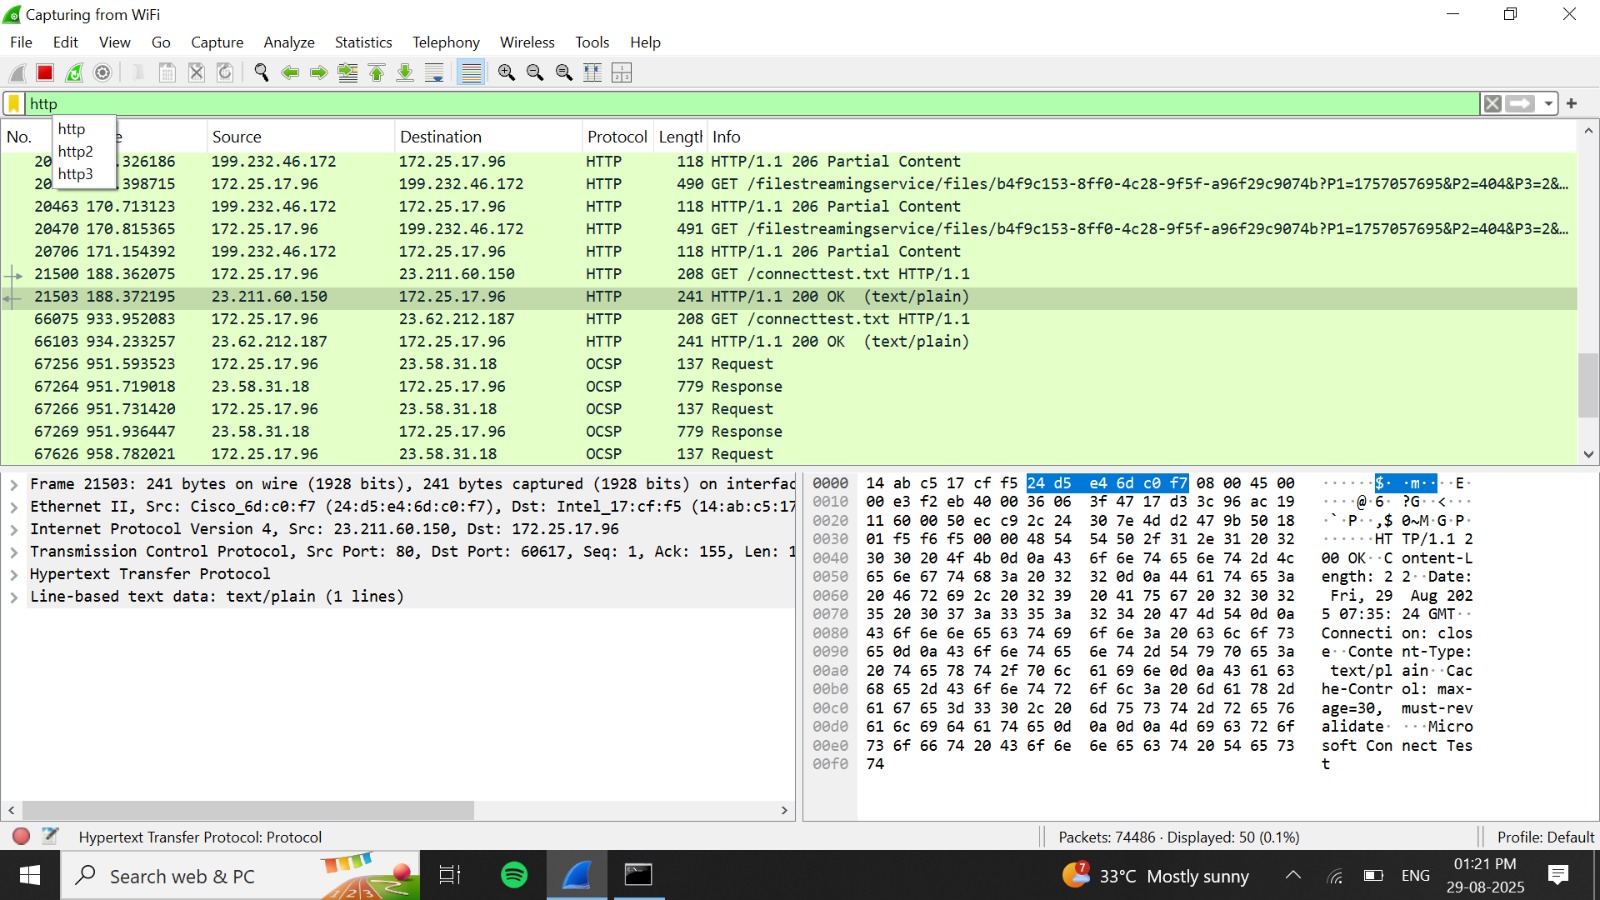 Capturing from WiFi
File Edit View Go Capture Analyze Statistics Telephony Wireless Tools Help
http
http
http2
http3
No. e Source Destination Protocol Length Info
20 .326186 199.232.46.172 172.25.17.96 HTTP 118 HTTP/1.1 206 Partial Content
20 .398715 172.25.17.96 199.232.46.172 HTTP 490 GET /filestreamingservice/files/b4f9c153-8ff0-4c28-9f5f-a96f29c9074b?P1=1757057695&P2=404&P3=2&…
20463 170.713123 199.232.46.172 172.25.17.96 HTTP 118 HTTP/1.1 206 Partial Content
20470 170.815365 172.25.17.96 199.232.46.172 HTTP 491 GET /filestreamingservice/files/b4f9c153-8ff0-4c28-9f5f-a96f29c9074b?P1=1757057695&P2=404&P3=2&…
20706 171.154392 199.232.46.172 172.25.17.96 HTTP 118 HTTP/1.1 206 Partial Content
21500 188.362075 172.25.17.96 23.211.60.150 HTTP 208 GET /connecttest.txt HTTP/1.1
21503 188.372195 23.211.60.150 172.25.17.96 HTTP 241 HTTP/1.1 200 OK (text/plain)
66075 933.952083 172.25.17.96 23.62.212.187 HTTP 208 GET /connecttest.txt HTTP/1.1
66103 934.233257 23.62.212.187 172.25.17.96 HTTP 241 HTTP/1.1 200 OK (text/plain)
67256 951.593523 172.25.17.96 23.58.31.18 OCSP 137 Request
67264 951.719018 23.58.31.18 172.25.17.96 OCSP 779 Response
67266 951.731420 172.25.17.96 23.58.31.18 OCSP 137 Request
67269 951.936447 23.58.31.18 172.25.17.96 OCSP 779 Response
67626 958.782021 172.25.17.96 23.58.31.18 OCSP 137 Request
Frame 21503: 241 bytes on wire (1928 bits), 241 bytes captured (1928 bits) on interfac
Ethernet II, Src: Cisco_6d:c0:f7 (24:d5:e4:6d:c0:f7), Dst: Intel_17:cf:f5 (14:ab:c5:17
Internet Protocol Version 4, Src: 23.211.60.150, Dst: 172.25.17.96
Transmission Control Protocol, Src Port: 80, Dst Port: 60617, Seq: 1, Ack: 155, Len: 1
Hypertext Transfer Protocol
Line-based text data: text/plain (1 lines)
0000 14 ab c5 17 cf f5 24 d5 e4 6d c0 f7 08 00 45 00 ······$· ·m····E·
0010 00 e3 f2 eb 40 00 36 06 3f 47 17 d3 3c 96 ac 19 ····@·6· ?G··<···
0020 11 60 00 50 ec c9 2c 24 30 7e 4d d2 47 9b 50 18 ·`·P··,$ 0~M·G·P·
0030 01 f5 f6 f5 00 00 48 54 54 50 2f 31 2e 31 20 32 ······HT TP/1.1 2
0040 30 30 20 4f 4b 0d 0a 43 6f 6e 74 65 6e 74 2d 4c 00 OK··C ontent-L
0050 65 6e 67 74 68 3a 20 32 32 0d 0a 44 61 74 65 3a ength: 2 2··Date:
0060 20 46 72 69 2c 20 32 39 20 41 75 67 20 32 30 32 Fri, 29 Aug 202
0070 35 20 30 37 3a 33 35 3a 32 34 20 47 4d 54 0d 0a 5 07:35: 24 GMT··
0080 43 6f 6e 6e 65 63 74 69 6f 6e 3a 20 63 6c 6f 73 Connecti on: clos
0090 65 0d 0a 43 6f 6e 74 65 6e 74 2d 54 79 70 65 3a e··Conte nt-Type:
00a0 20 74 65 78 74 2f 70 6c 61 69 6e 0d 0a 43 61 63 text/pl ain··Cac
00b0 68 65 2d 43 6f 6e 74 72 6f 6c 3a 20 6d 61 78 2d he-Contr ol: max-
00c0 61 67 65 3d 33 30 2c 20 6d 75 73 74 2d 72 65 76 age=30, must-rev
00d0 61 6c 69 64 61 74 65 0d 0a 0d 0a 4d 69 63 72 6f alidate· ···Micro
00e0 73 6f 66 74 20 43 6f 6e 6e 65 63 74 20 54 65 73 soft Con nect Tes
00f0 74 t
Hypertext Transfer Protocol: Protocol Packets: 74486 · Displayed: 50 (0.1%) Profile: Default
Search web & PC 7 33°C Mostly sunny ENG 01:21 PM
29-08-2025